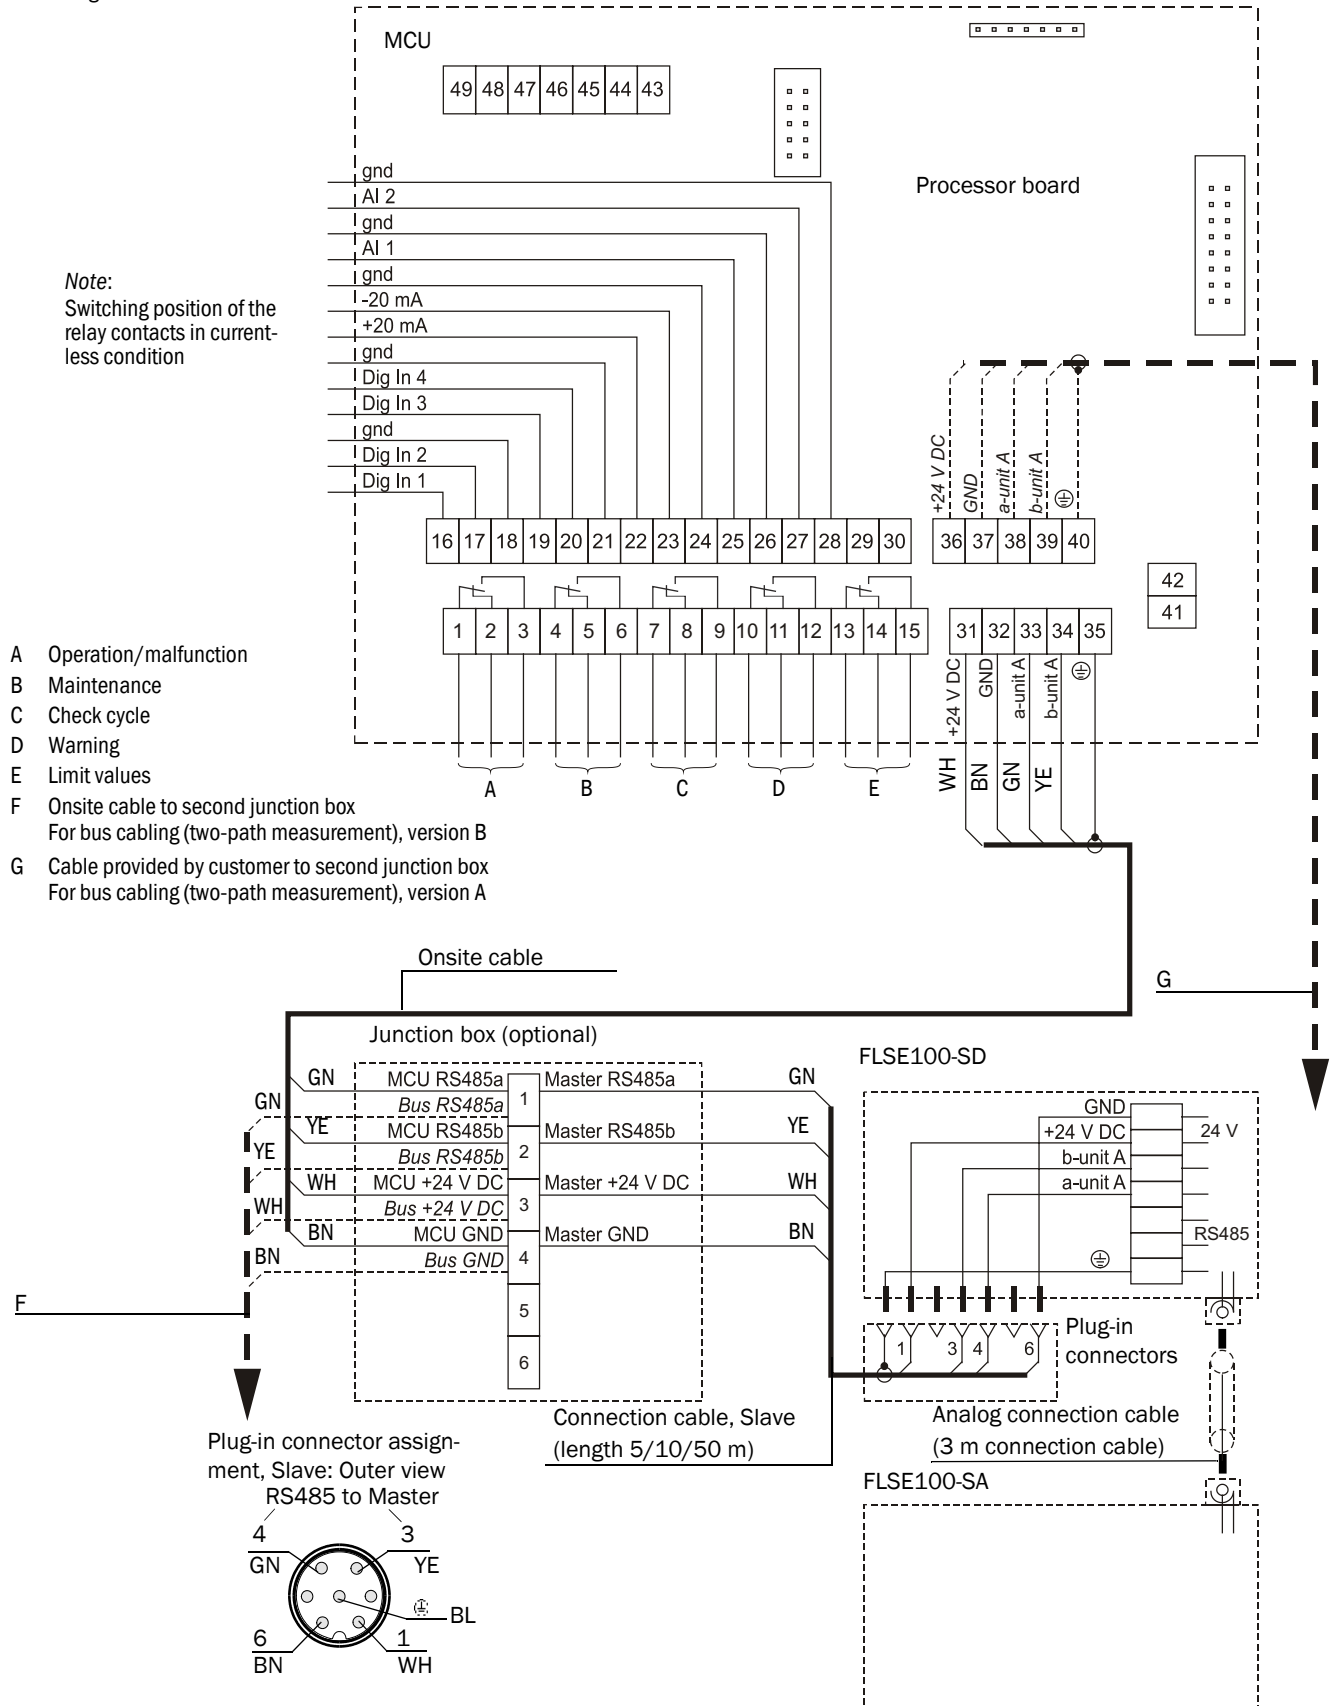 MCU
49 48 47 46 45 44 43
Processor board
gnd
AI 2
gnd
AI 1
gnd
-20 mA
+20 mA
gnd
Dig In 4
Dig In 3
gnd
Dig In 2
Dig In 1
Note:
Switching position of the
relay contacts in current-
less condition
+24 V DC
GND
a-unit A
b-unit A
16 17 18 19 20 21 22 23 24 25 26 27 28 29 30
36 37 38 39 40
42
41
1 2 3 4 5 6 7 8 9 10 11 12 13 14 15
31 32 33 34 35
+24 V DC
GND
a-unit A
b-unit A
WH
BN
GN
YE
A B C D E
A Operation/malfunction
B Maintenance
C Check cycle
D Warning
E Limit values
F Onsite cable to second junction box
For bus cabling (two-path measurement), version B
G Cable provided by customer to second junction box
For bus cabling (two-path measurement), version A
Onsite cable
G
Junction box (optional)
GN MCU RS485a 1 Master RS485a GN
GN Bus RS485a
YE MCU RS485b 2 Master RS485b YE
YE Bus RS485b
WH MCU +24 V DC 3 Master +24 V DC WH
WH Bus +24 V DC
BN MCU GND 4 Master GND BN
BN Bus GND
5
6
F
FLSE100-SD
GND
+24 V DC
24 V
b-unit A
a-unit A
RS485
1 3 4 6
Plug-in
connectors
Connection cable, Slave
(length 5/10/50 m)
Analog connection cable
(3 m connection cable)
FLSE100-SA
Plug-in connector assign-
ment, Slave: Outer view
RS485 to Master
4 3
GN YE
BL
6 1
BN WH